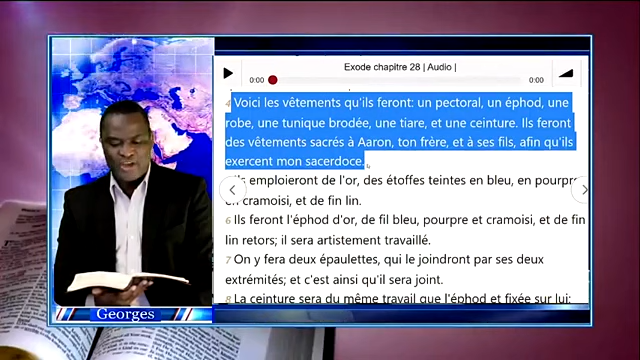 Exode chapitre 28 | Audio |
0:00
0:00
4 Voici les vêtements qu'ils feront: un pectoral, un éphod, une
robe, une tunique brodée, une tiare, et une ceinture. Ils feront
des vêtements sacrés à Aaron, ton frère, et à ses fils, afin qu'ils
exercent mon sacerdoce.
Ils emploieront de l'or, des étoffes teintes en bleu, en pourpre
en cramoisi, et de fin lin.
6 Ils feront l'éphod d'or, de fil bleu, pourpre et cramoisi, et de fin
lin retors; il sera artistement travaillé.
7 On y fera deux épaulettes, qui le joindront par ses deux
extrémités; et c'est ainsi qu'il sera joint.
8 La ceinture sera du même travail que l'éphod et fixée sur lui;
Georges